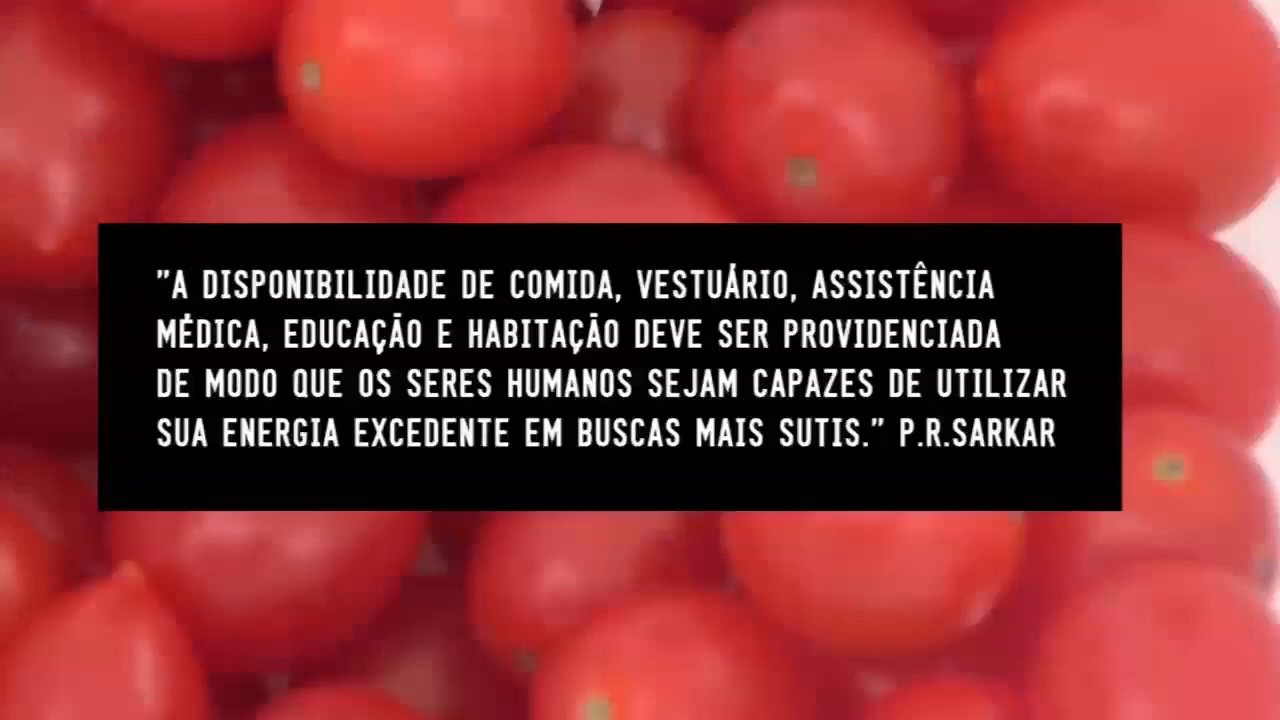 "A DISPONIBILIDADE DE COMIDA, VESTUÁRIO, ASSISTÊNCIA
MÉDICA, EDUCAÇÃO E HABITAÇÃO DEVE SER PROVIDENCIADA
DE MODO QUE OS SERES HUMANOS SEJAM CAPAZES DE UTILIZAR
SUA ENERGIA EXCEDENTE EM BUSCAS MAIS SUTIS." P.R.SARKAR